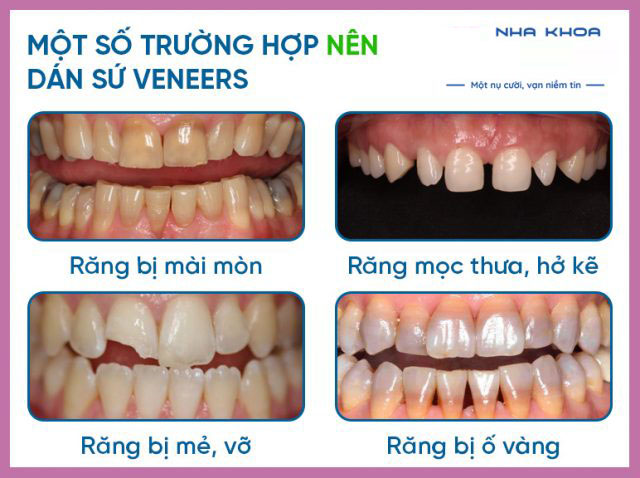 MỘT SỐ TRƯỜNG HỢP NÊN
DÁN SỨ VENEERS
NHA KHOA
Một nụ cười, vạn niềm tin
Răng bị mài mòn
Răng mọc thưa, hở kẽ
Răng bị mẻ, vỡ
Răng bị ố vàng